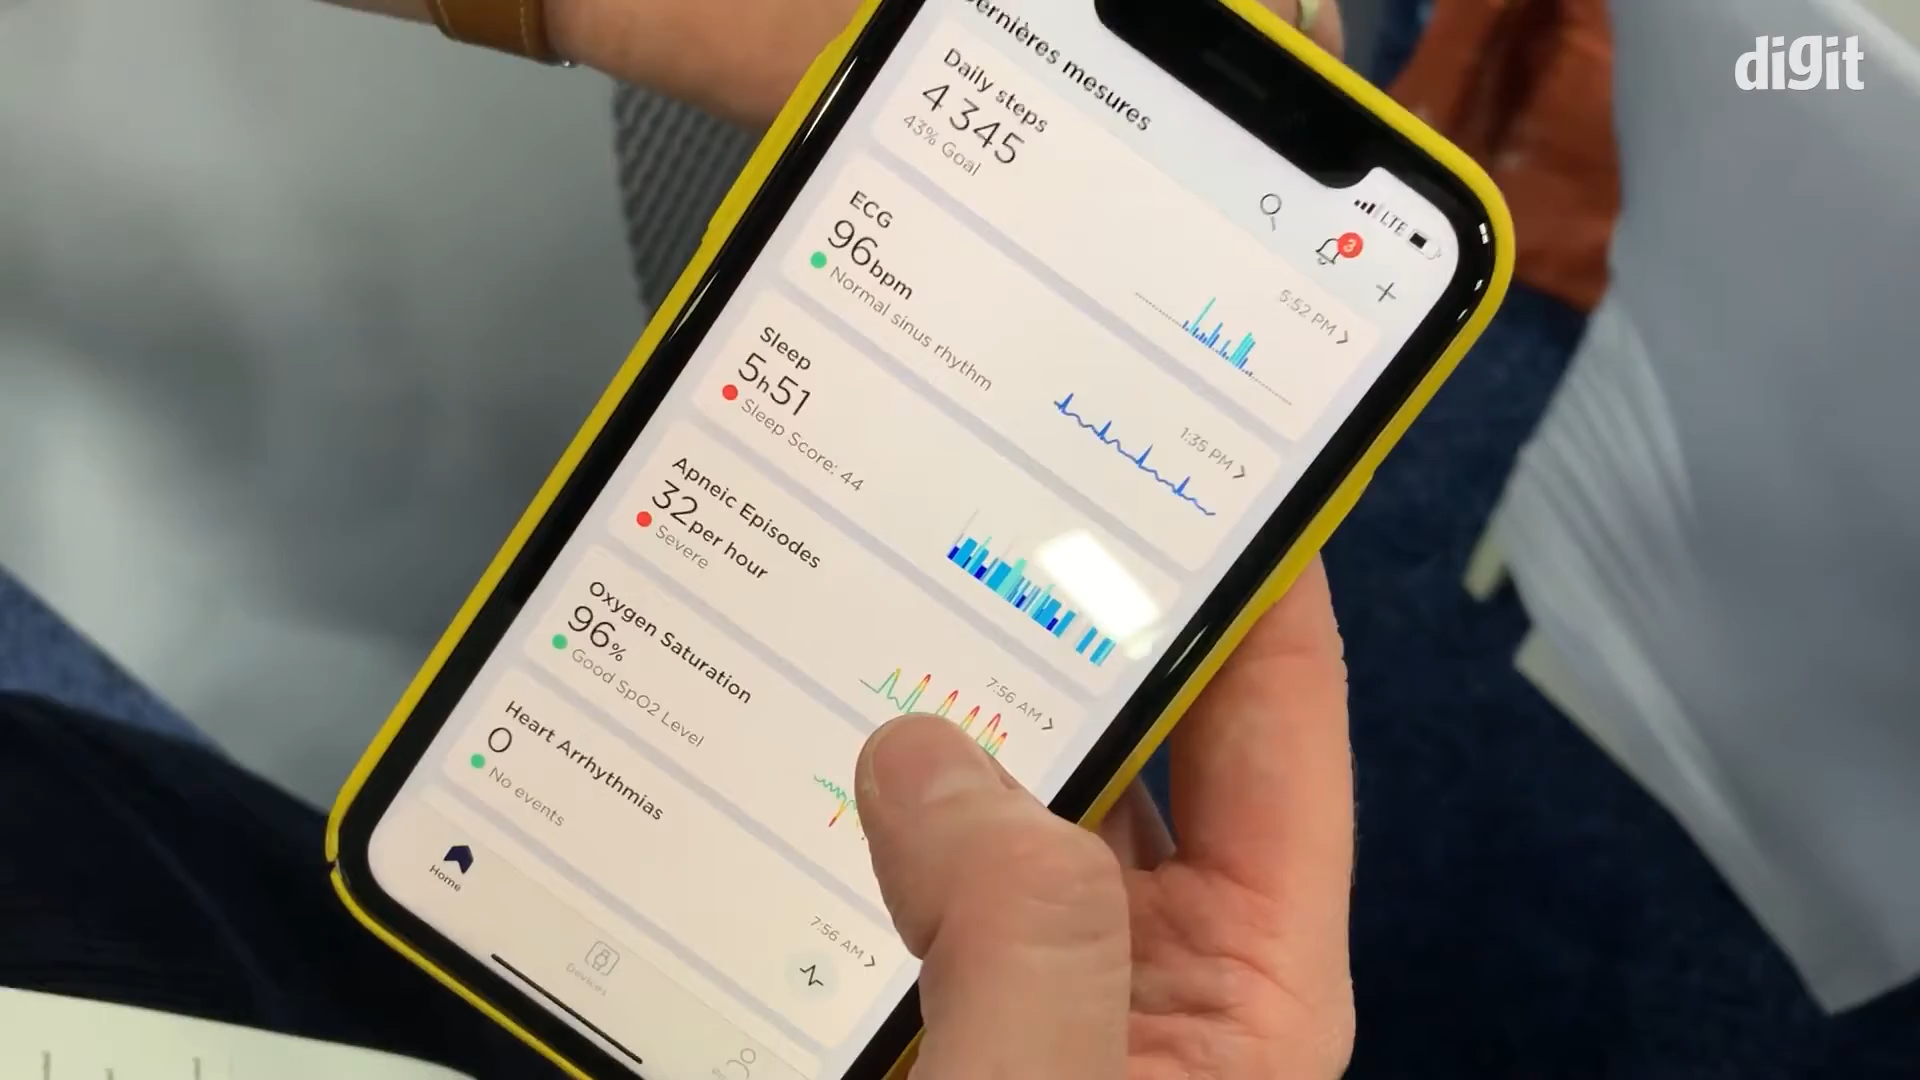 digit
Dernières mesures
LTE
3
Daily steps
4 345
43% Goal
5:52 PM
ECG
96bpm
Normal sinus rhythm
1:35 PM
Sleep
5h51
Sleep Score: 44
Apneic Episodes
32per hour
Severe
7:56 AM
Oxygen Saturation
96%
Good SpO2 Level
Heart Arrhythmias
0
No events
7:56 AM
Home
Devices